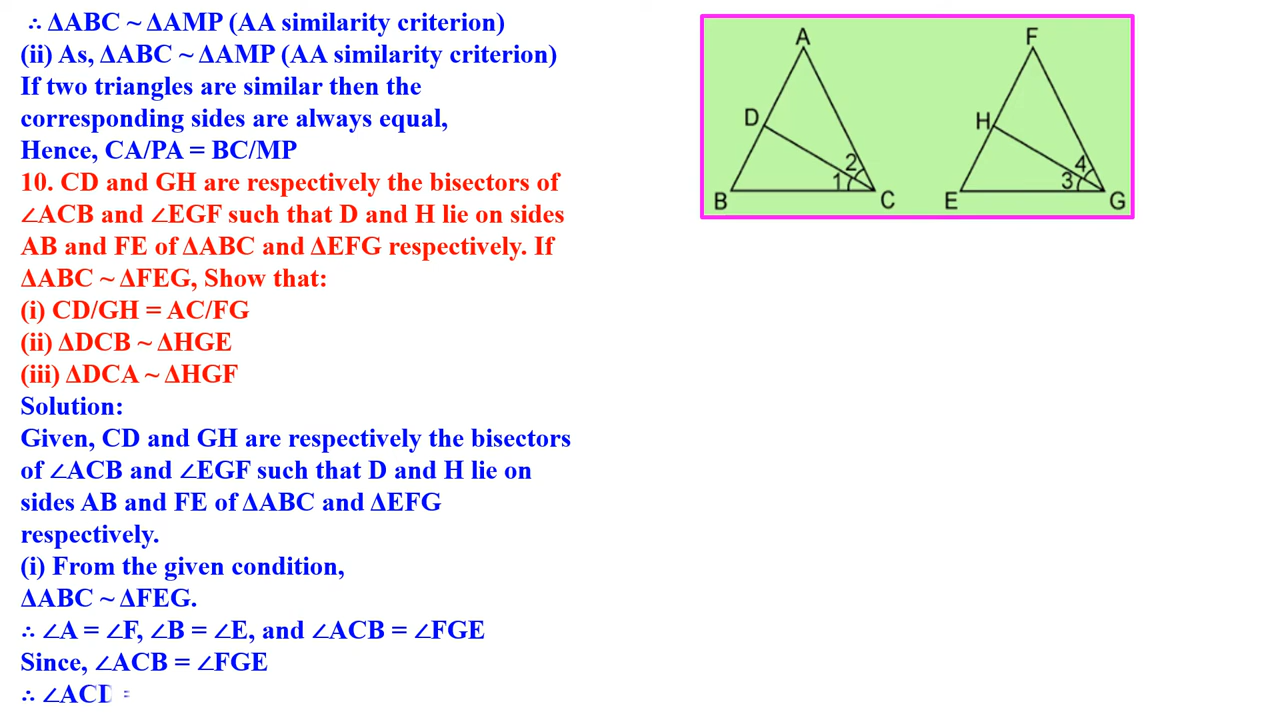 ∴ ΔABC ~ ΔAMP (AA similarity criterion)
(ii) As, ΔABC ~ ΔAMP (AA similarity criterion)
If two triangles are similar then the
corresponding sides are always equal,
Hence, CA/PA = BC/MP
10. CD and GH are respectively the bisectors of
∠ACB and ∠EGF such that D and H lie on sides
AB and FE of ΔABC and ΔEFG respectively. If
ΔABC ~ ΔFEG, Show that:
(i) CD/GH = AC/FG
(ii) ΔDCB ~ ΔHGE
(iii) ΔDCA ~ ΔHGF
Solution:
Given, CD and GH are respectively the bisectors
of ∠ACB and ∠EGF such that D and H lie on
sides AB and FE of ΔABC and ΔEFG
respectively.
(i) From the given condition,
ΔABC ~ ΔFEG.
∴ ∠A = ∠F, ∠B = ∠E, and ∠ACB = ∠FGE
Since, ∠ACB = ∠FGE
∴ ∠ACD =
A
D
2
1
B
C
F
H
4
3
E
G